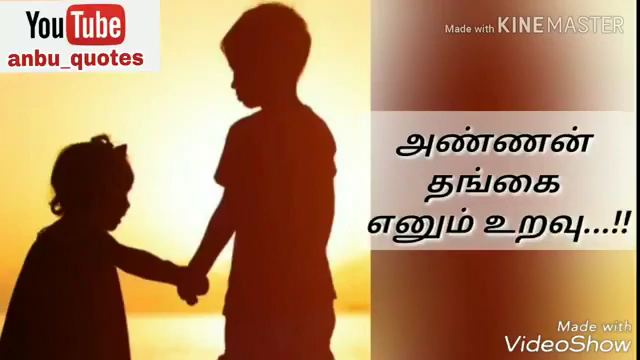 YouTube
anbu_quotes
Made with KINEMASTER
அண்ணன்
தங்கை
எனும் உறவு...!!
Made with
VideoShow